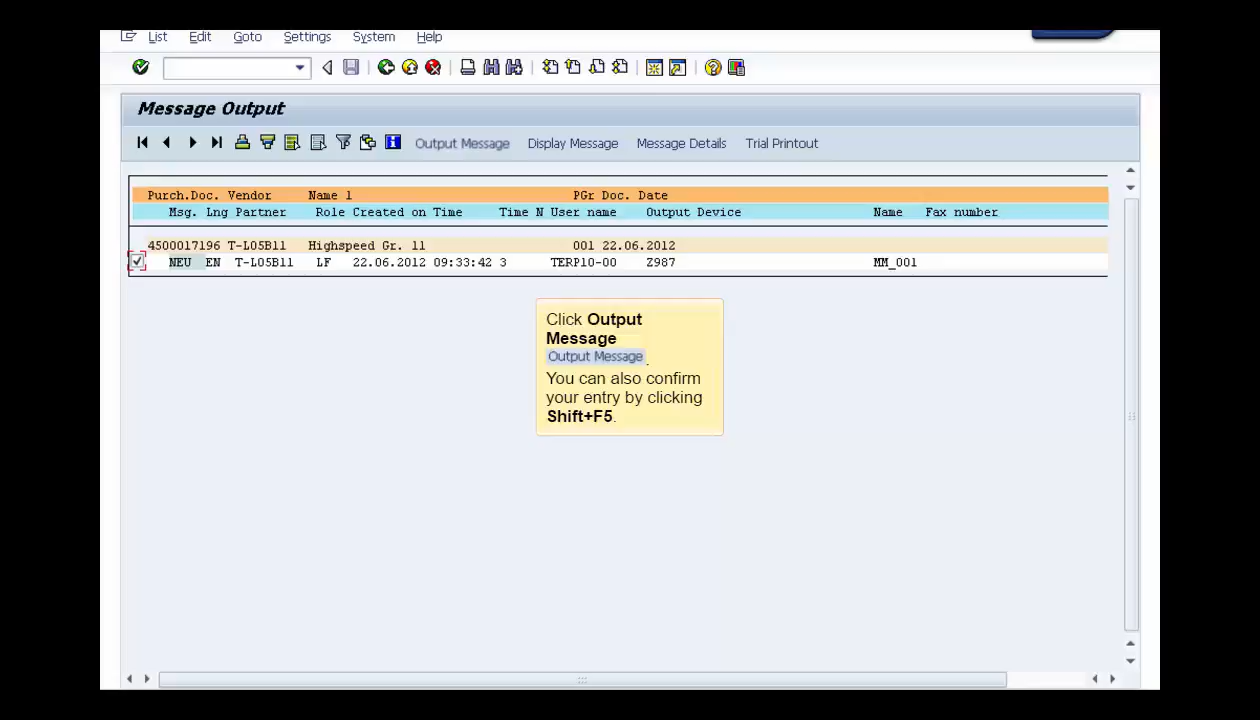 List Edit Goto Settings System Help
Message Output
Output Message Display Message Message Details Trial Printout
Purch.Doc. Vendor Name 1 PGr Doc. Date
Msg. Lng Partner Role Created on Time Time N User name Output Device Name Fax number
4500017196 T-L05B11 Highspeed Gr. 11 001 22.06.2012
NEU EN T-L05B11 LF 22.06.2012 09:33:42 3 TERP10-00 Z987 MM_001
Click Output
Message
Output Message .
You can also confirm
your entry by clicking
Shift+F5.